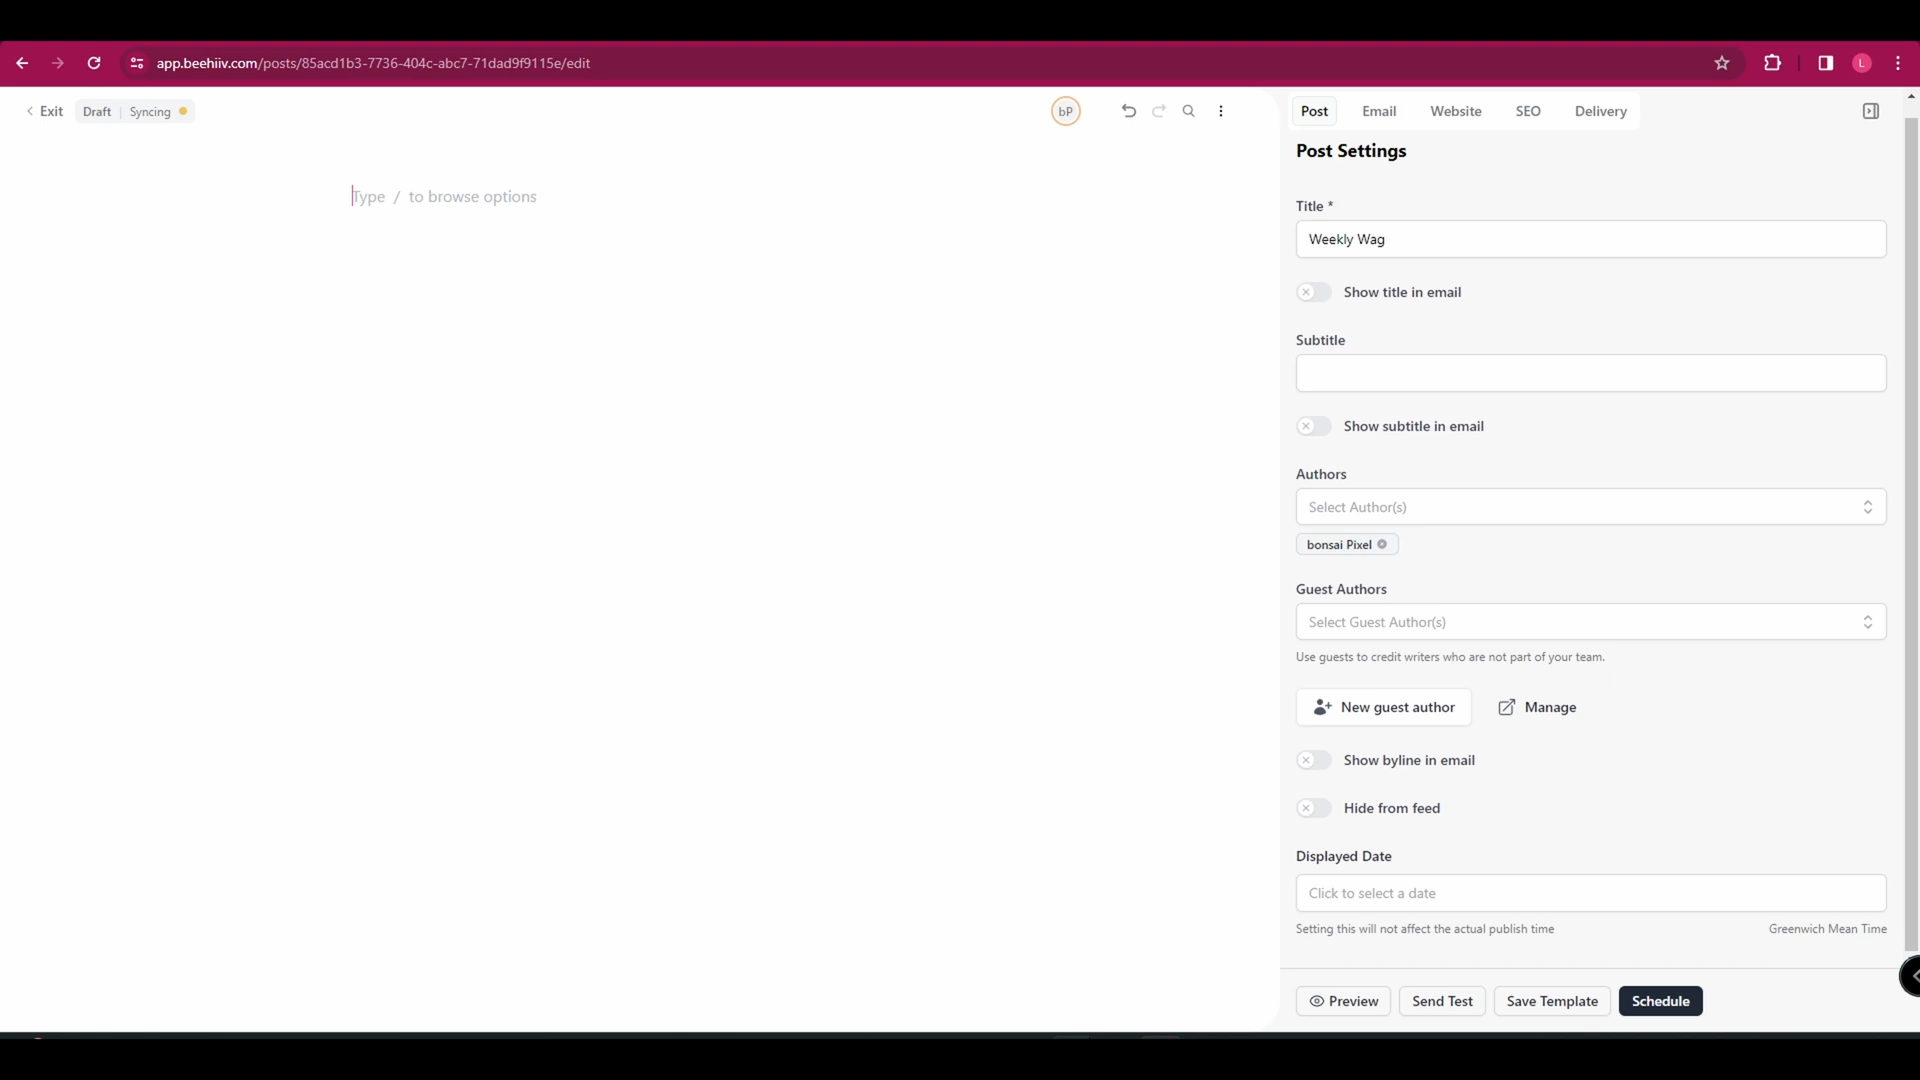 app.beehiiv.com/posts/85acd1b3-7736-404c-abc7-71dad9f9115e/edit
L
Exit
Draft | Syncing
bP
Post Email Website SEO Delivery
Post Settings
Type / to browse options
Title *
Weekly Wag
Show title in email
Subtitle
Show subtitle in email
Authors
Select Author(s)
bonsai Pixel
Guest Authors
Select Guest Author(s)
Use guests to credit writers who are not part of your team.
New guest author Manage
Show byline in email
Hide from feed
Displayed Date
Click to select a date
Setting this will not affect the actual publish time Greenwich Mean Time
Preview Send Test Save Template Schedule